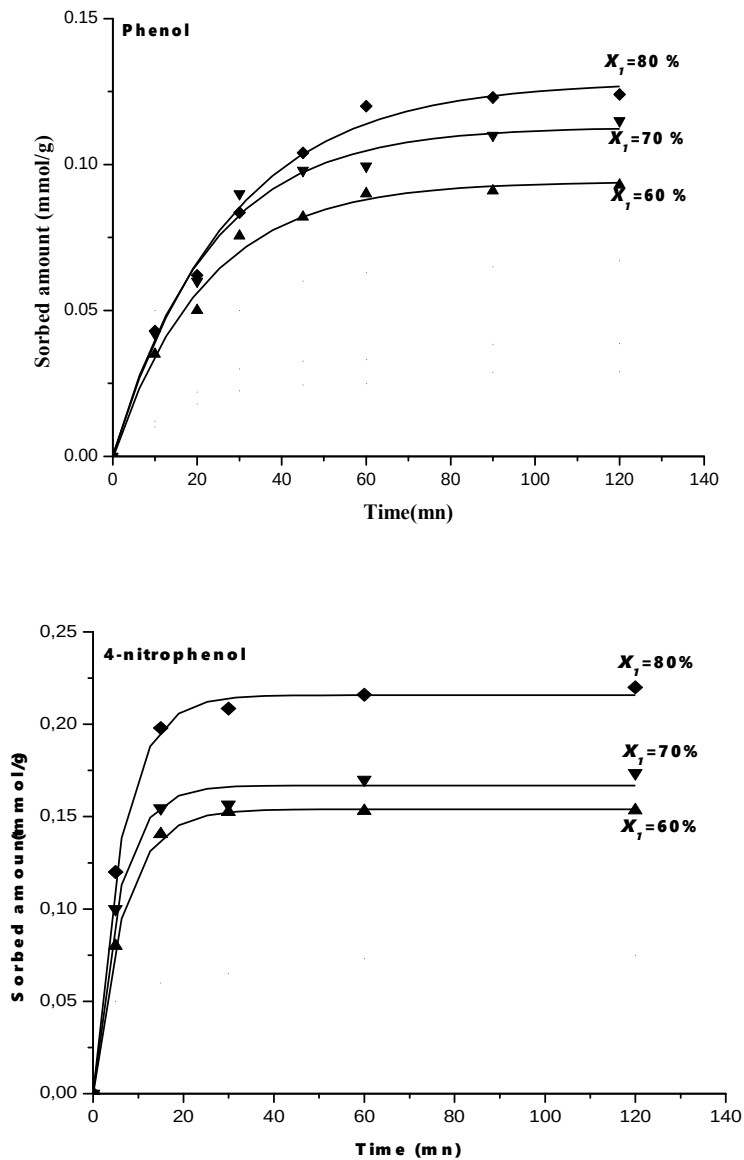 0.15
Phenol
X₁=80 %
0.10
X₁=70 %
X₁=60 %
0.05
0.00
Sorbed amount (mmol/g)
0 20 40 60 80 100 120 140
Time(mn)
0,25
4-nitrophenol
X₁=80%
0,20
X₁=70%
0,15
X₁=60%
0,10
0,05
0,00
Sorbed amount(mmol/g)
0 20 40 60 80 100 120 140
Time (mn)